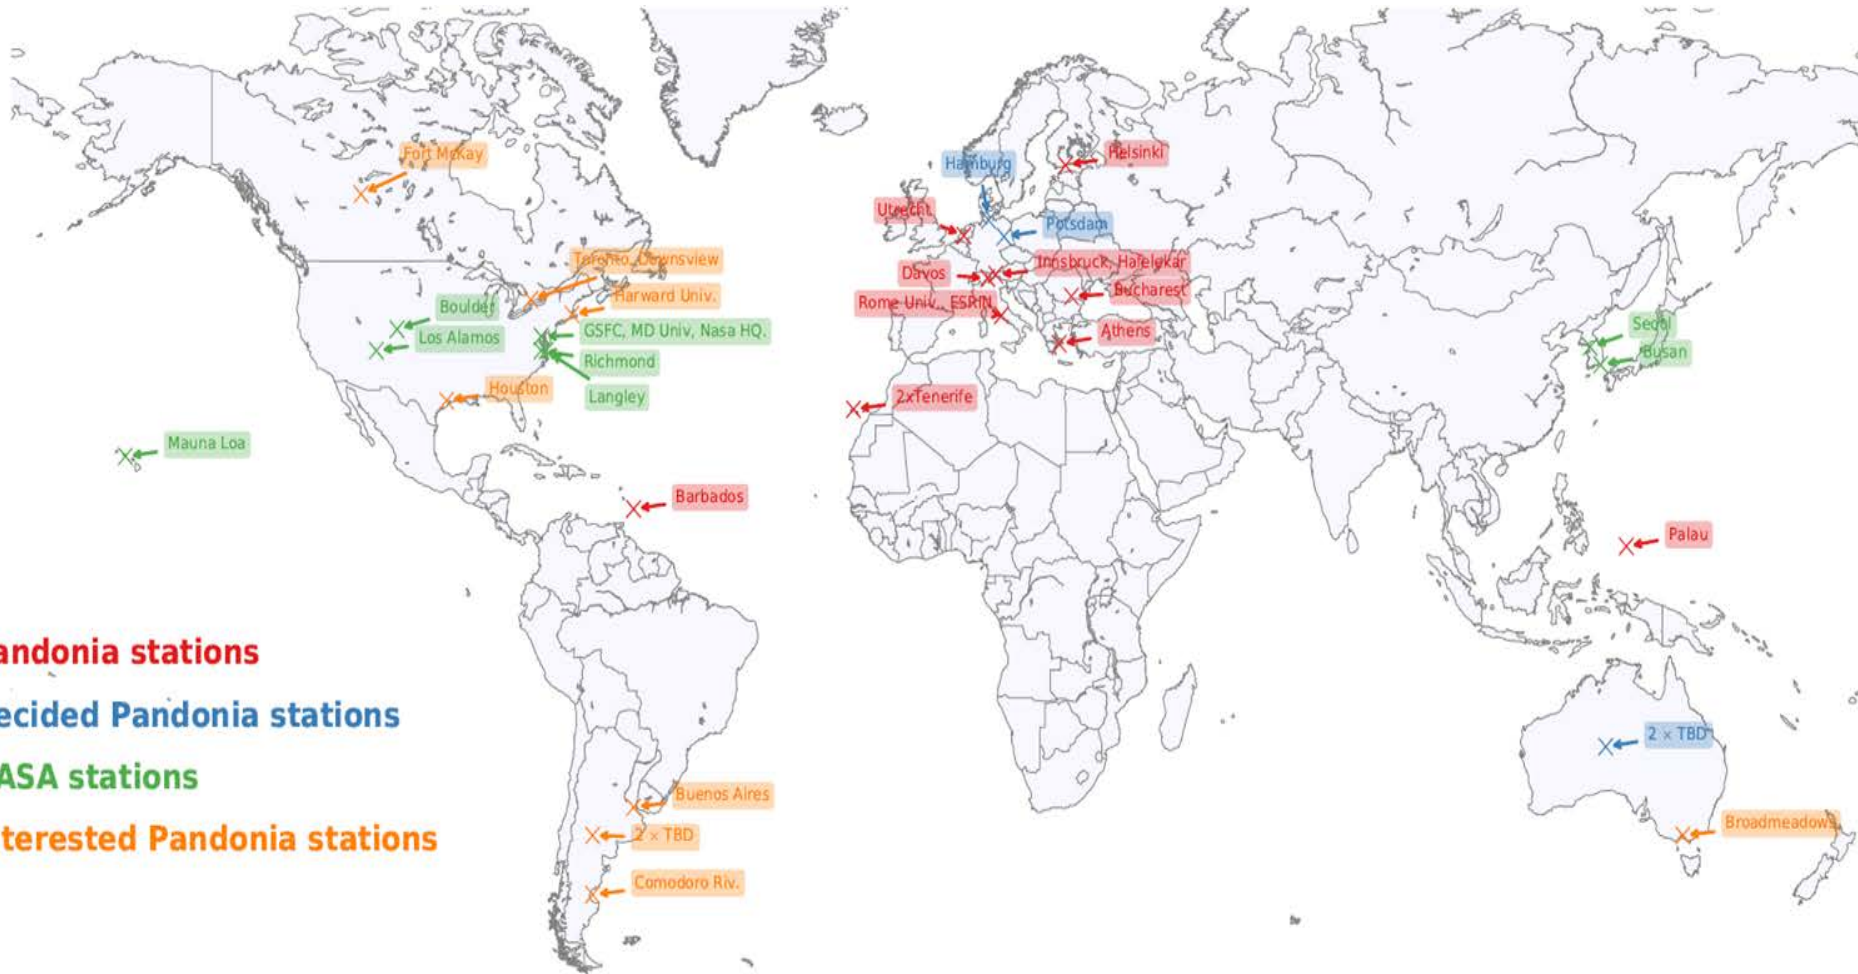 Fort McKay
Helsinki
Hamburg
Utrecht
Potsdam
Toronto, Downsview
Innsbruck, Hafelekar
Davos
Bucharest
Harward Univ.
Rome Univ., ESRIN
Boulder
GSFC, MD Univ, Nasa HQ.
Athens
Seqol
Los Alamos
Busan
Richmond
Houston
Langley
2xTenerife
Mauna Loa
Barbados
Palau
andonia stations
ecided Pandonia stations
2 × TBD
ASA stations
Buenos Aires
Broadmeadows
2 × TBD
terested Pandonia stations
Comodoro Riv.